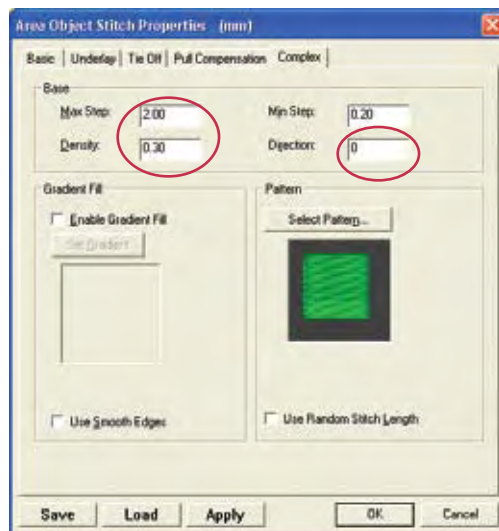 Area Object Stitch Properties (mm)
Basic Underlay Tie Off Pull Compensation Complex
Base
Max Step: 2.00 Min Step: 0.20
Density: 0.30 Direction: 0
Gradient Fill Pattern
Enable Gradient Fill Select Pattern...
Set Gradient
Use Smooth Edges Use Random Stitch Length
Save Load Apply OK Cancel